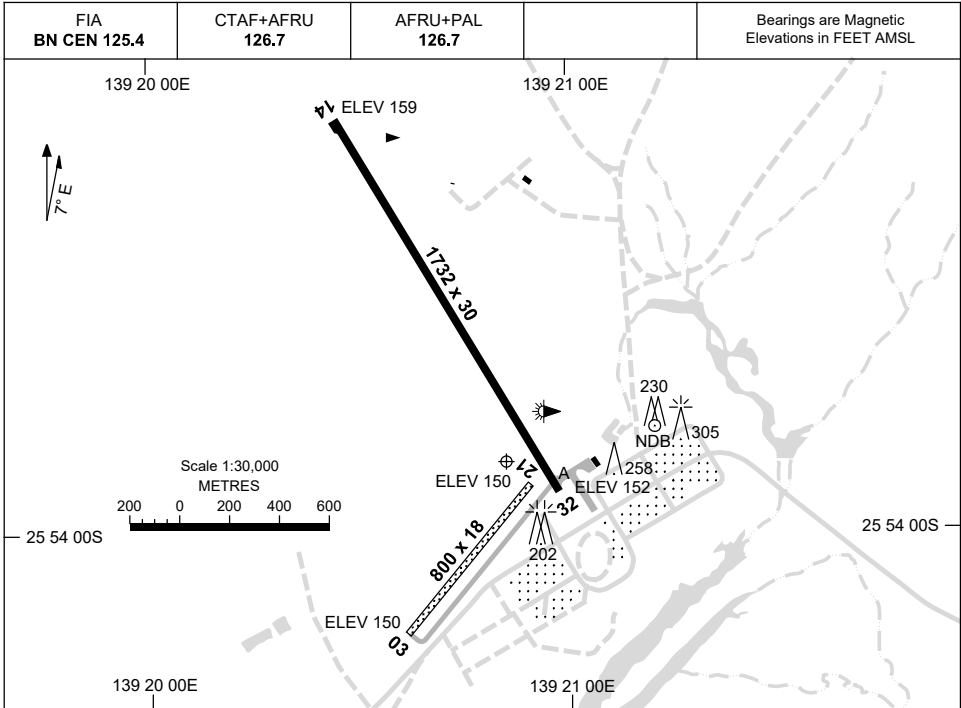 FIA
BN CEN 125.4
CTAF+AFRU
126.7
AFRU+PAL
126.7
Bearings are Magnetic
Elevations in FEET AMSL
139 20 00E
139 21 00E
14
ELEV 159
7° E
1732 x 30
230
NDB
305
258
A
21
ELEV 150
ELEV 152
32
Scale 1:30,000
METRES
200 0 200 400 600
202
800 x 18
25 54 00S
25 54 00S
ELEV 150
03
139 20 00E
139 21 00E